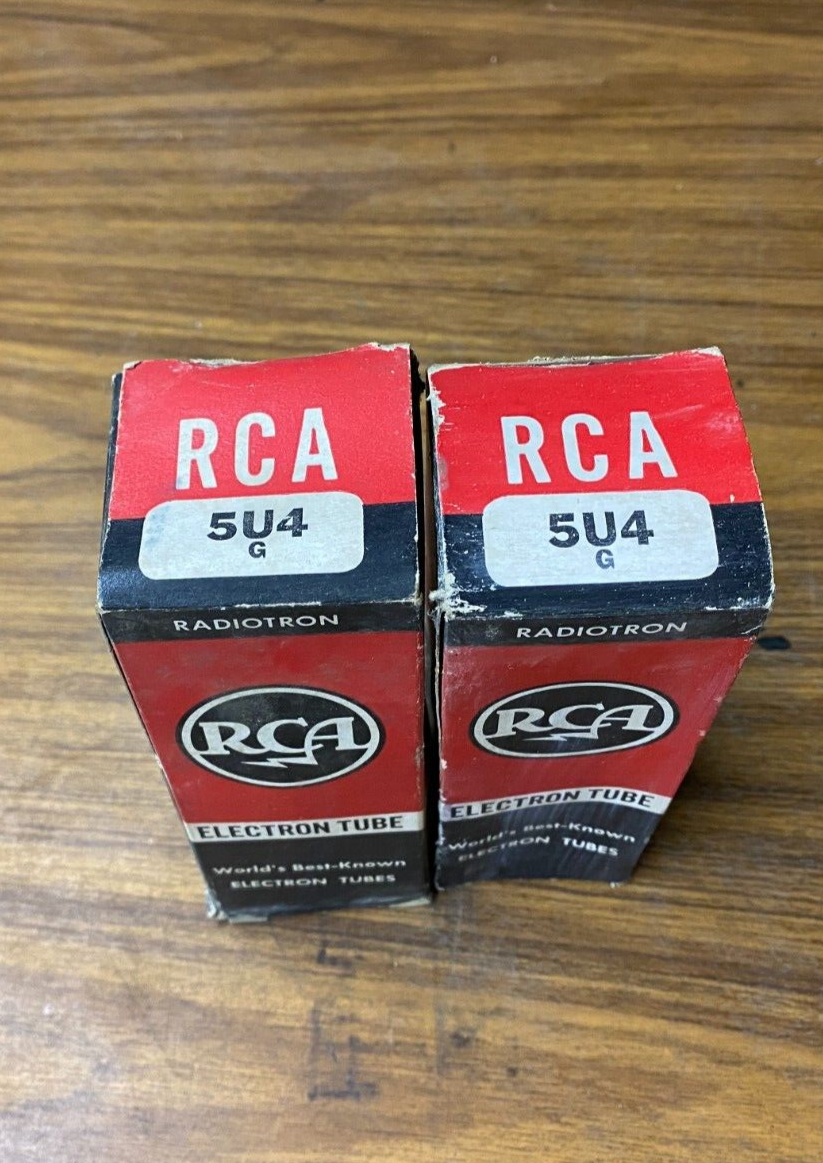 RCA
5U4
G
RADIOTRON
RCA
ELECTRON TUBE
World's Best-Known
ELECTRON TUBES
RCA
5U4
G
RADIOTRON
RCA
ELECTRON TUBE
World's Best-Known
ELECTRON TUBES